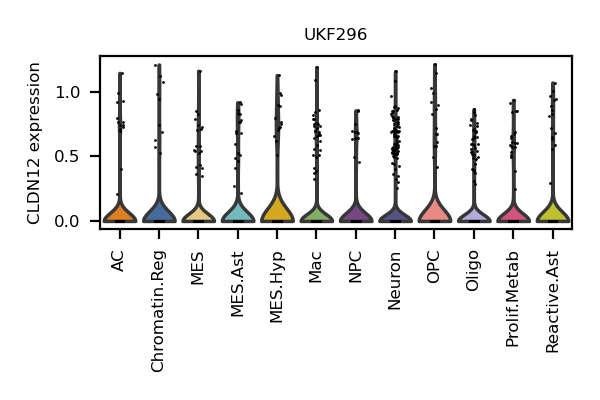 UKF296
CLDN12 expression
1.0
0.5
0.0
AC
Chromatin.Reg
MES
MES.Ast
MES.Hyp
Mac
NPC
Neuron
OPC
Oligo
Prolif.Metab
Reactive.Ast